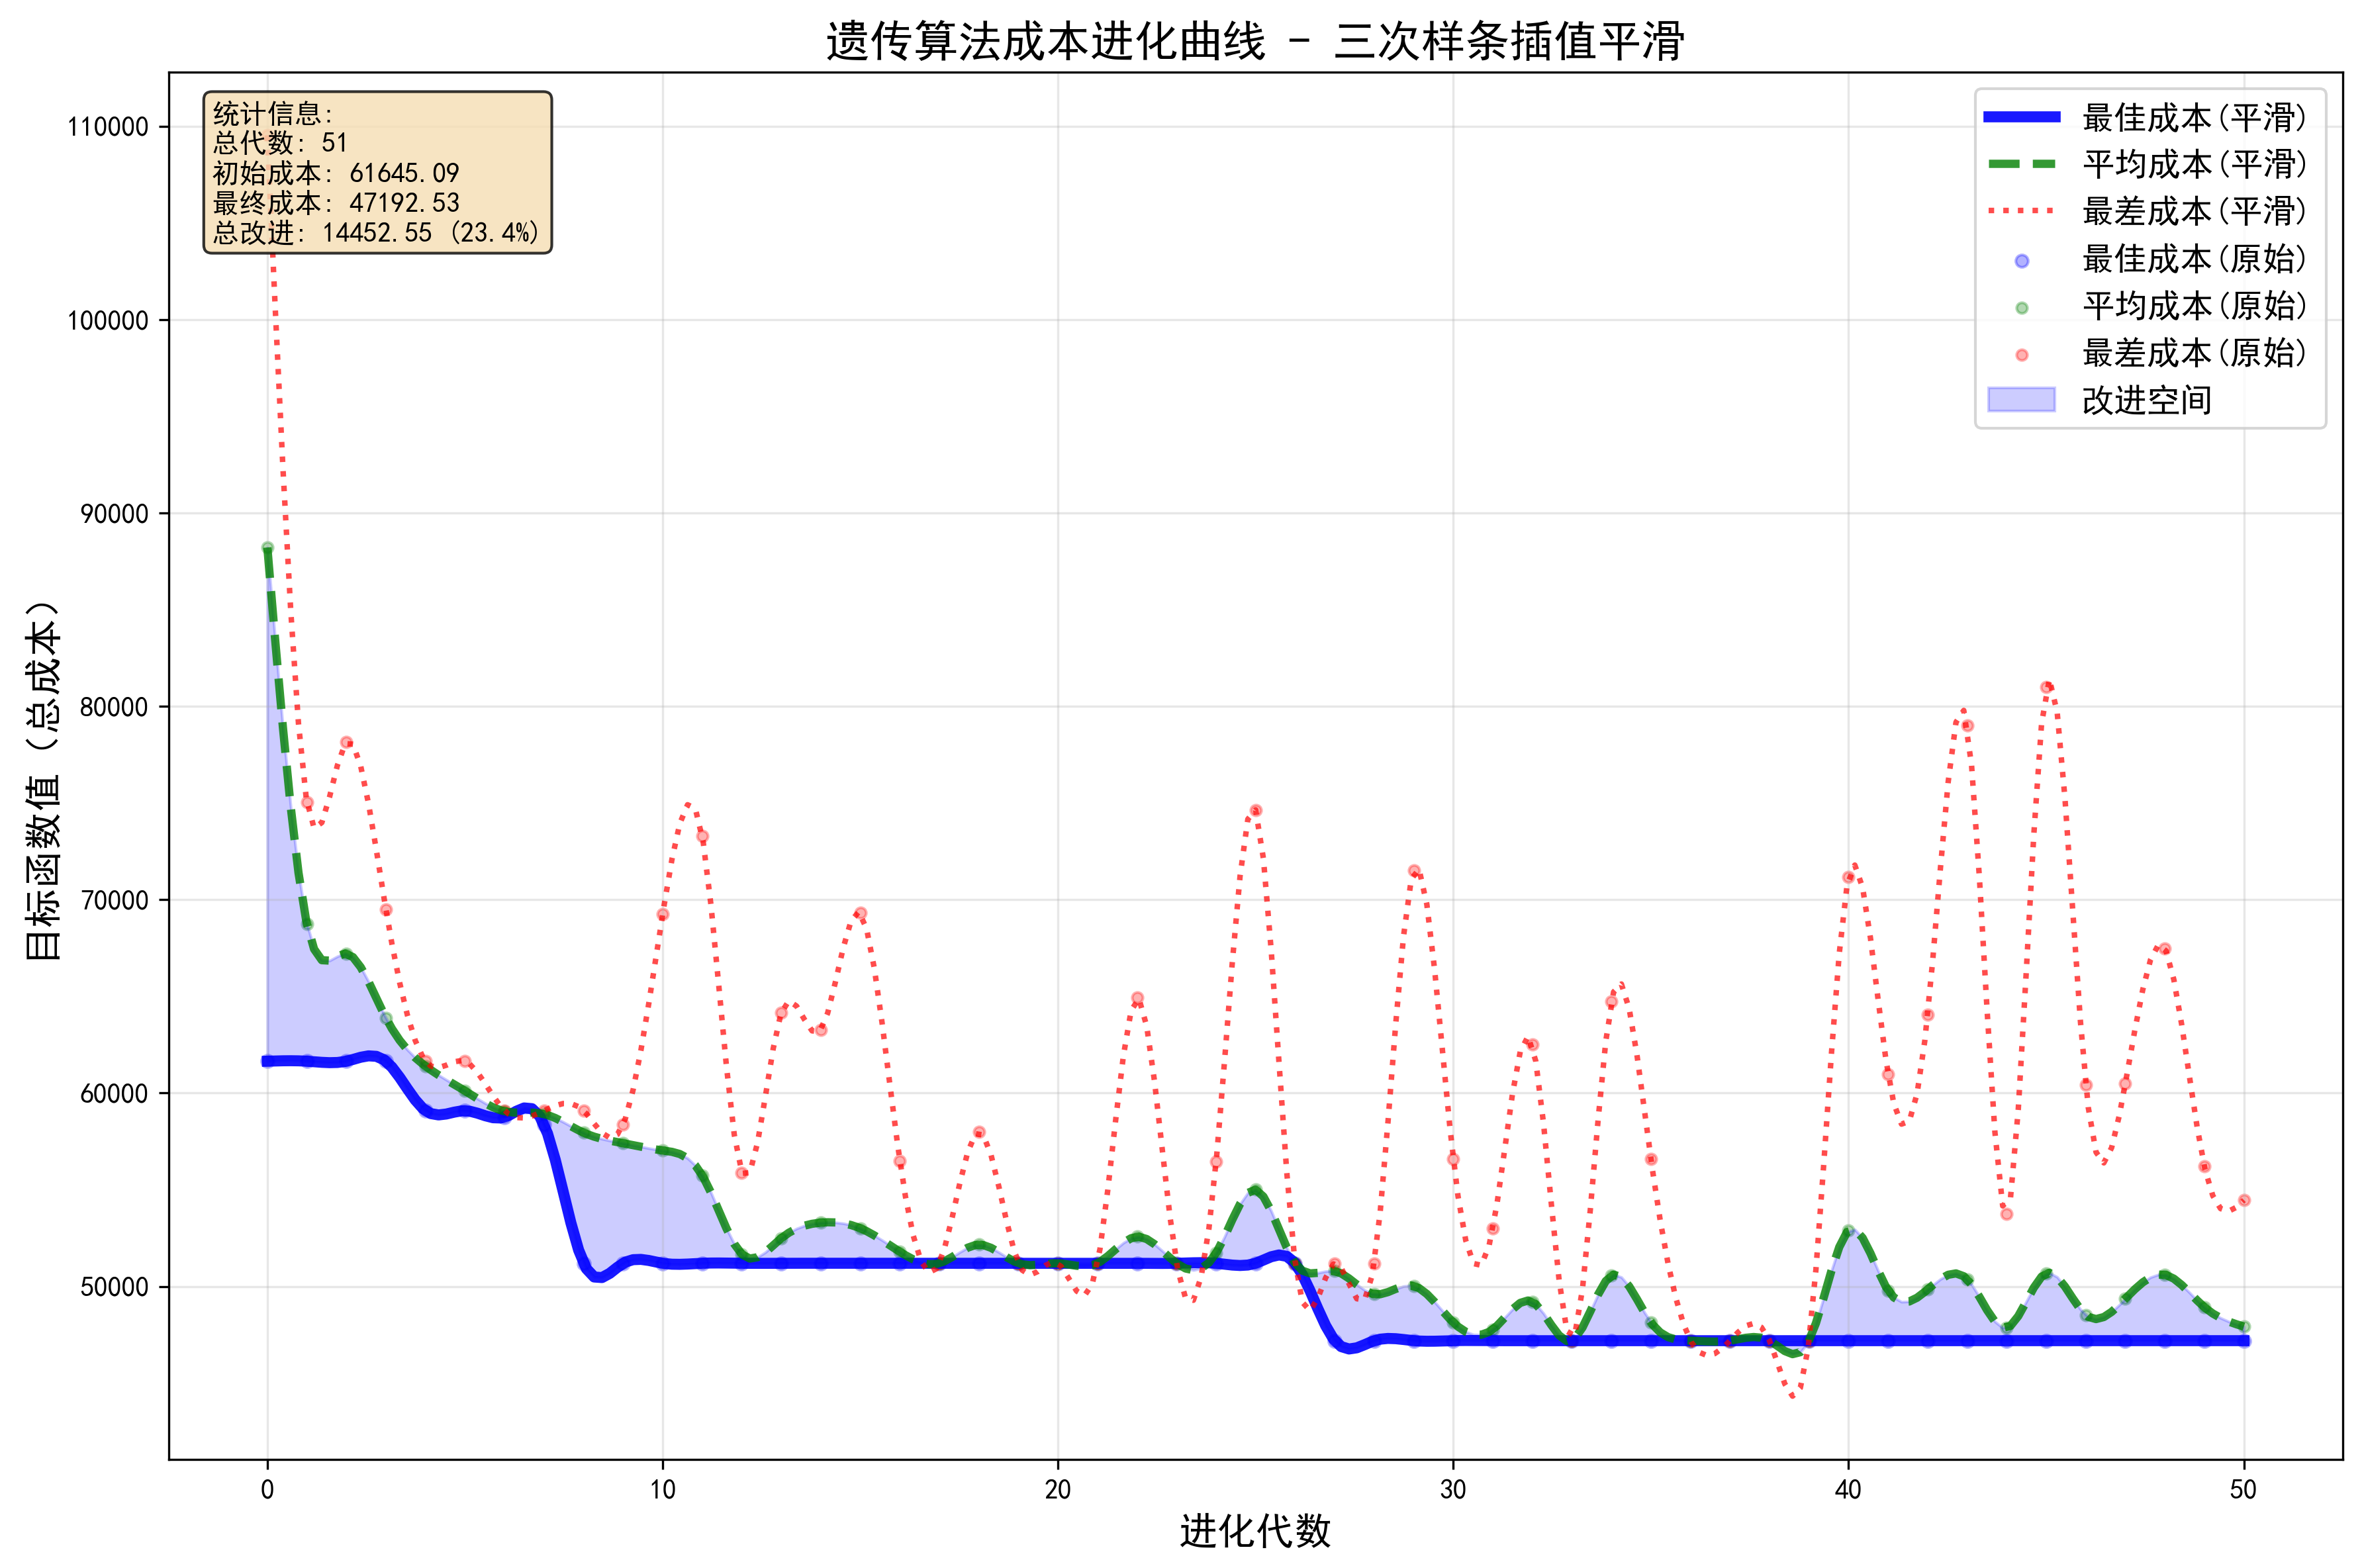 遗传算法成本进化曲线 - 三次样条插值平滑
统计信息:
总代数: 51
初始成本: 61645.09
最终成本: 47192.53
总改进: 14452.55 (23.4%)
最佳成本(平滑)
平均成本(平滑)
最差成本(平滑)
最佳成本(原始)
平均成本(原始)
最差成本(原始)
改进空间
目标函数值（总成本）
110000
100000
90000
80000
70000
60000
50000
0 10 20 30 40 50
进化代数